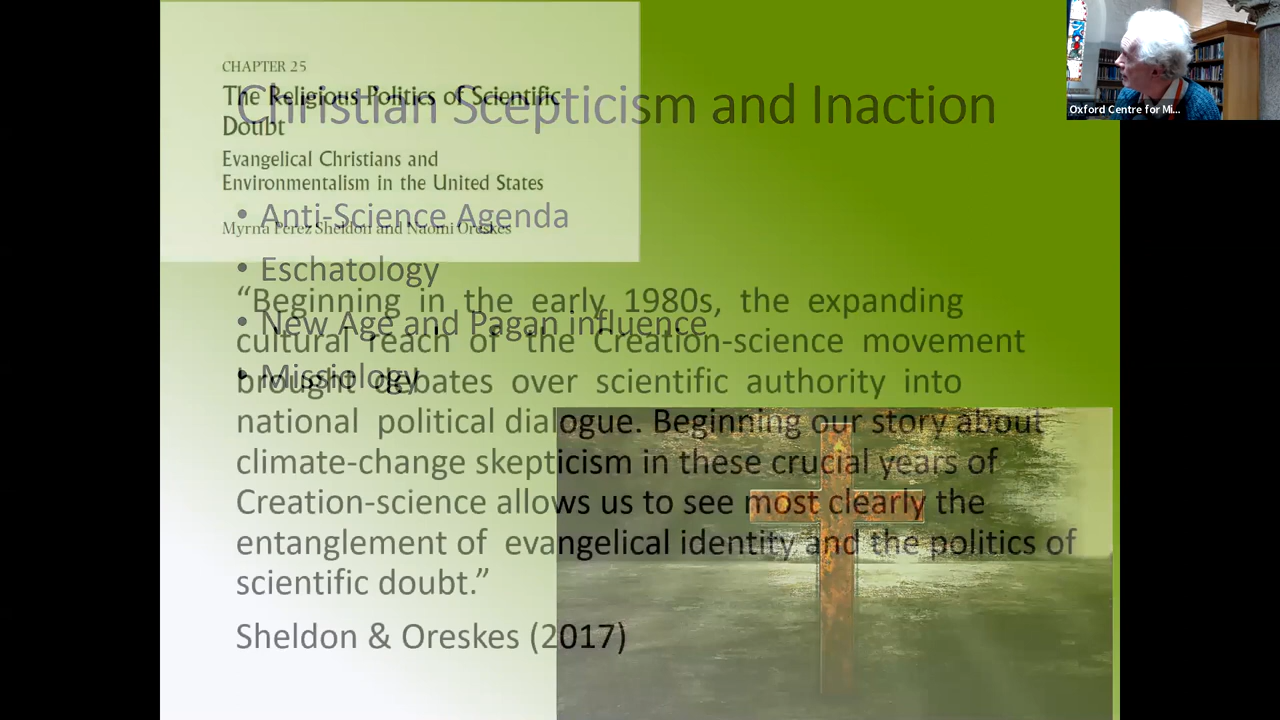 CHAPTER 25
The Religious Politics of Scientific
Doubt
Evangelical Christians and
Environmentalism in the United States
Myrna Perez Sheldon and Naomi Oreskes
Christian Scepticism and Inaction
• Anti-Science Agenda
• Eschatology
• New Age and Pagan influence
• Missiology
“Beginning in the early 1980s, the expanding
cultural reach of the Creation-science movement
brought debates over scientific authority into
national political dialogue. Beginning our story about
climate-change skepticism in these crucial years of
Creation-science allows us to see most clearly the
entanglement of evangelical identity and the politics of
scientific doubt.”
Sheldon & Oreskes (2017)
Oxford Centre for Mi...